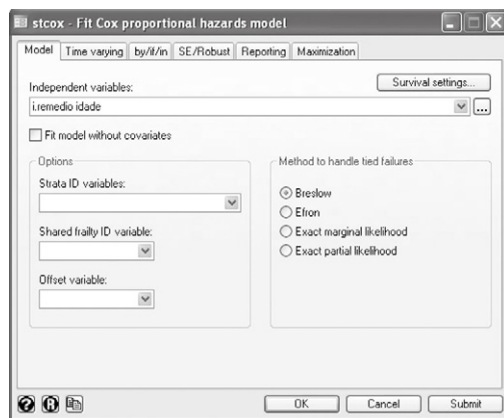 stcox - Fit Cox proportional hazards model
Model Time varying by/if/in SE/Robust Reporting Maximization
Independent variables:
Survival settings...
i.remedio idade
...
Fit model without covariates
Options
Strata ID variables:
Shared frailty ID variable:
Offset variable:
Method to handle tied failures
Breslow
Efron
Exact marginal likelihood
Exact partial likelihood
? R
OK Cancel Submit